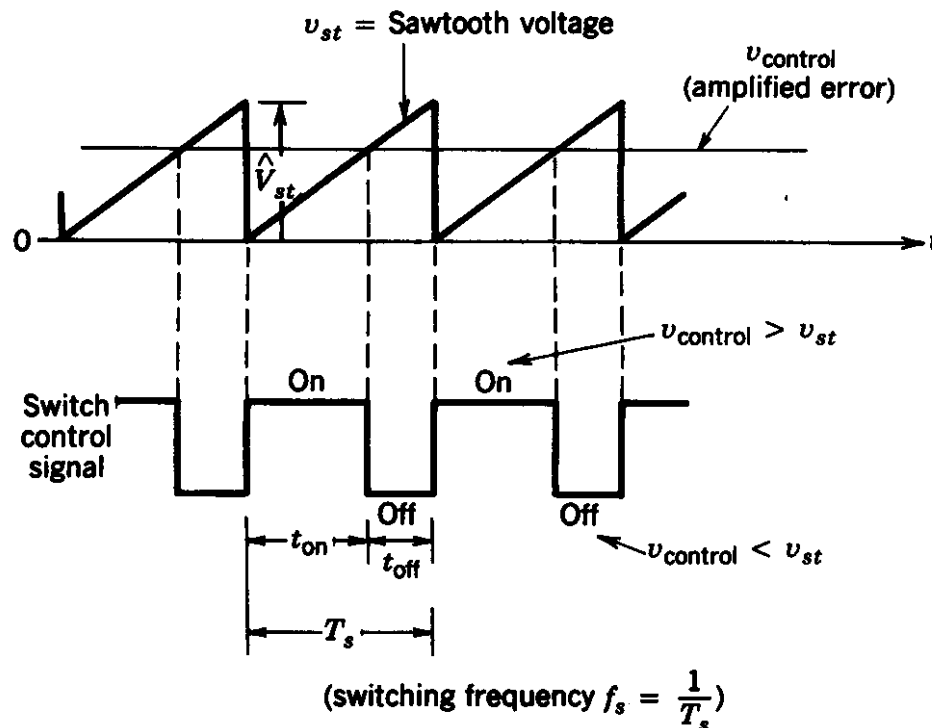 v_st = Sawtooth voltage
v_control
(amplified error)
V̂_st
0
t
v_control > v_st
On On
Switch
control
signal
Off Off
t_on
t_off
v_control < v_st
T_s
(switching frequency f_s = 1/T_s)